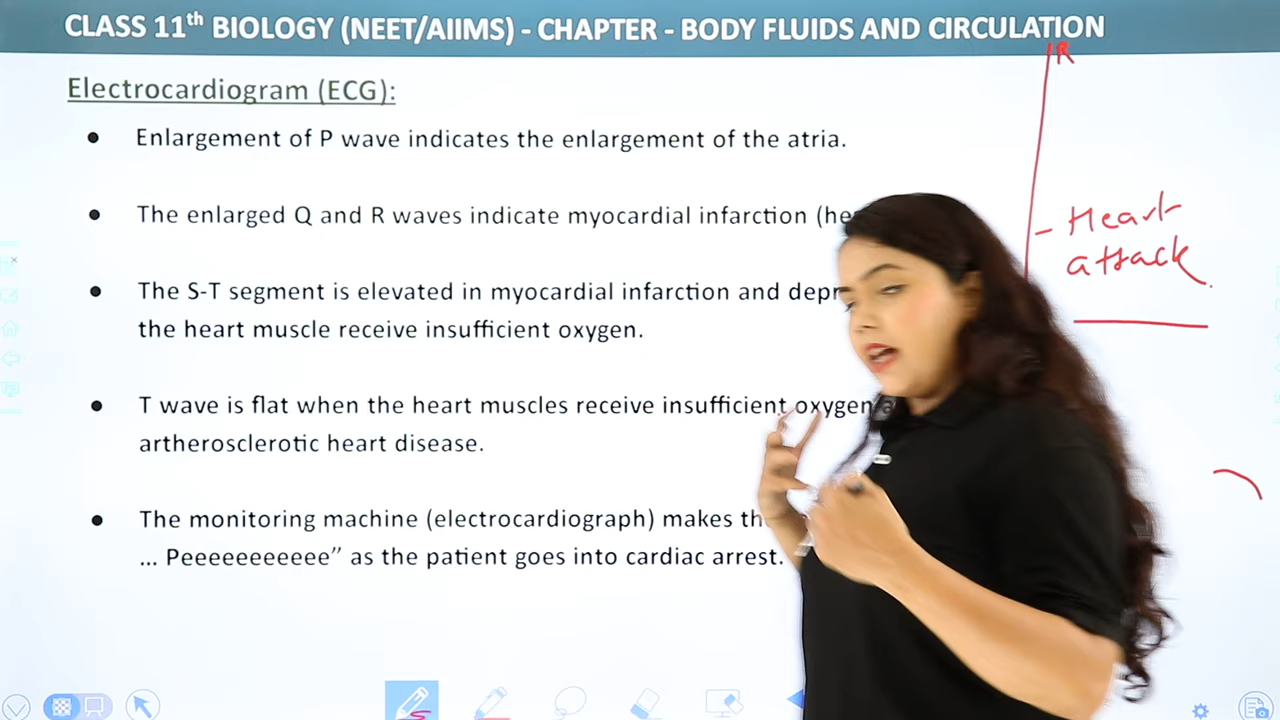 CLASS 11th BIOLOGY (NEET/AIIMS) - CHAPTER - BODY FLUIDS AND CIRCULATION
R
Electrocardiogram (ECG):
● Enlargement of P wave indicates the enlargement of the atria.
● The enlarged Q and R waves indicate myocardial infarction
- Heart
attack
● The S-T segment is elevated in myocardial infarction and
the heart muscle receive insufficient oxygen.
● T wave is flat when the heart muscles receive insufficient oxygen
artherosclerotic heart disease.
● The monitoring machine (electrocardiograph) makes
... Peeeeeeeeeee” as the patient goes into cardiac arrest.